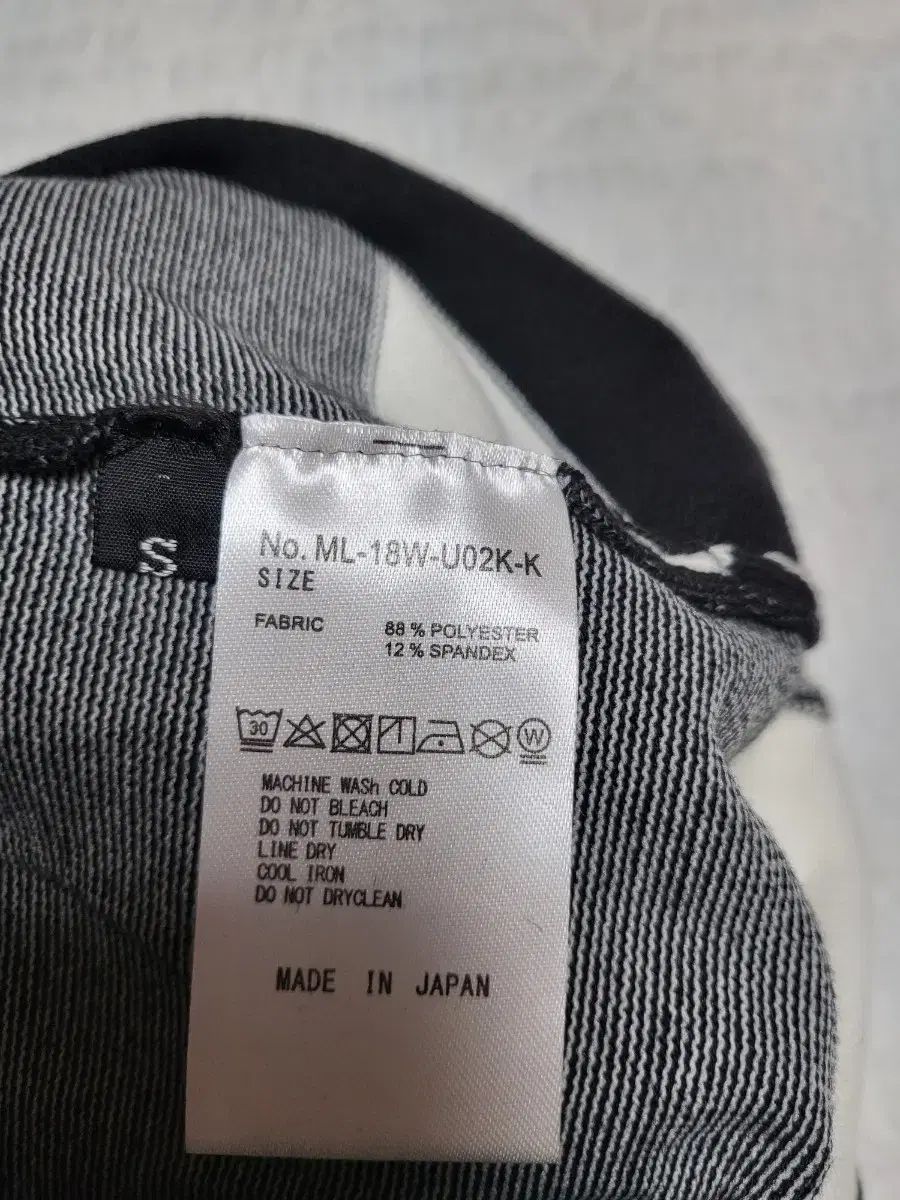 S
No. ML-18W-U02K-K
SIZE
FABRIC 88 % POLYESTER
12 % SPANDEX
30 W
MACHINE WASh COLD
DO NOT BLEACH
DO NOT TUMBLE DRY
LINE DRY
COOL IRON
DO NOT DRYCLEAN
MADE IN JAPAN